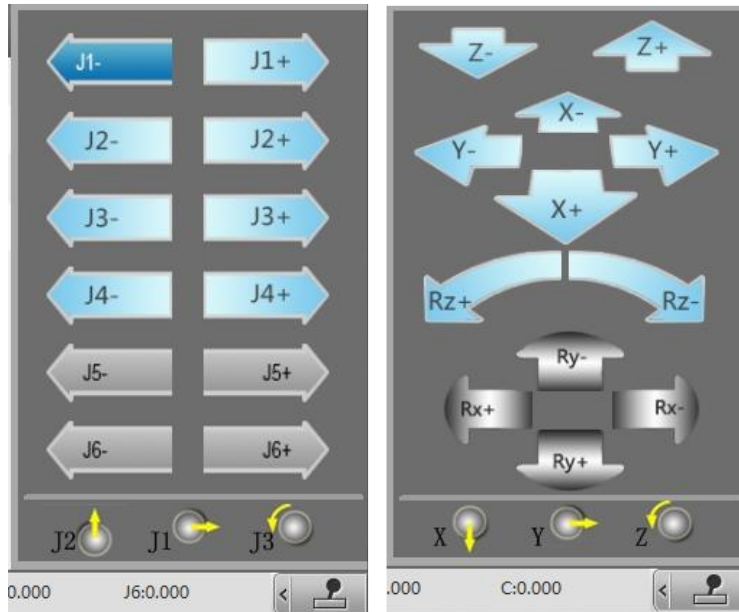 J1- J1+
J2- J2+
J3- J3+
J4- J4+
J5- J5+
J6- J6+
J2 J1 J3
0.000 J6:0.000 <
Z- Z+
X-
Y- Y+
X+
Rz+ Rz-
Ry-
Rx+ Rx-
Ry+
X Y Z
.000 C:0.000 <